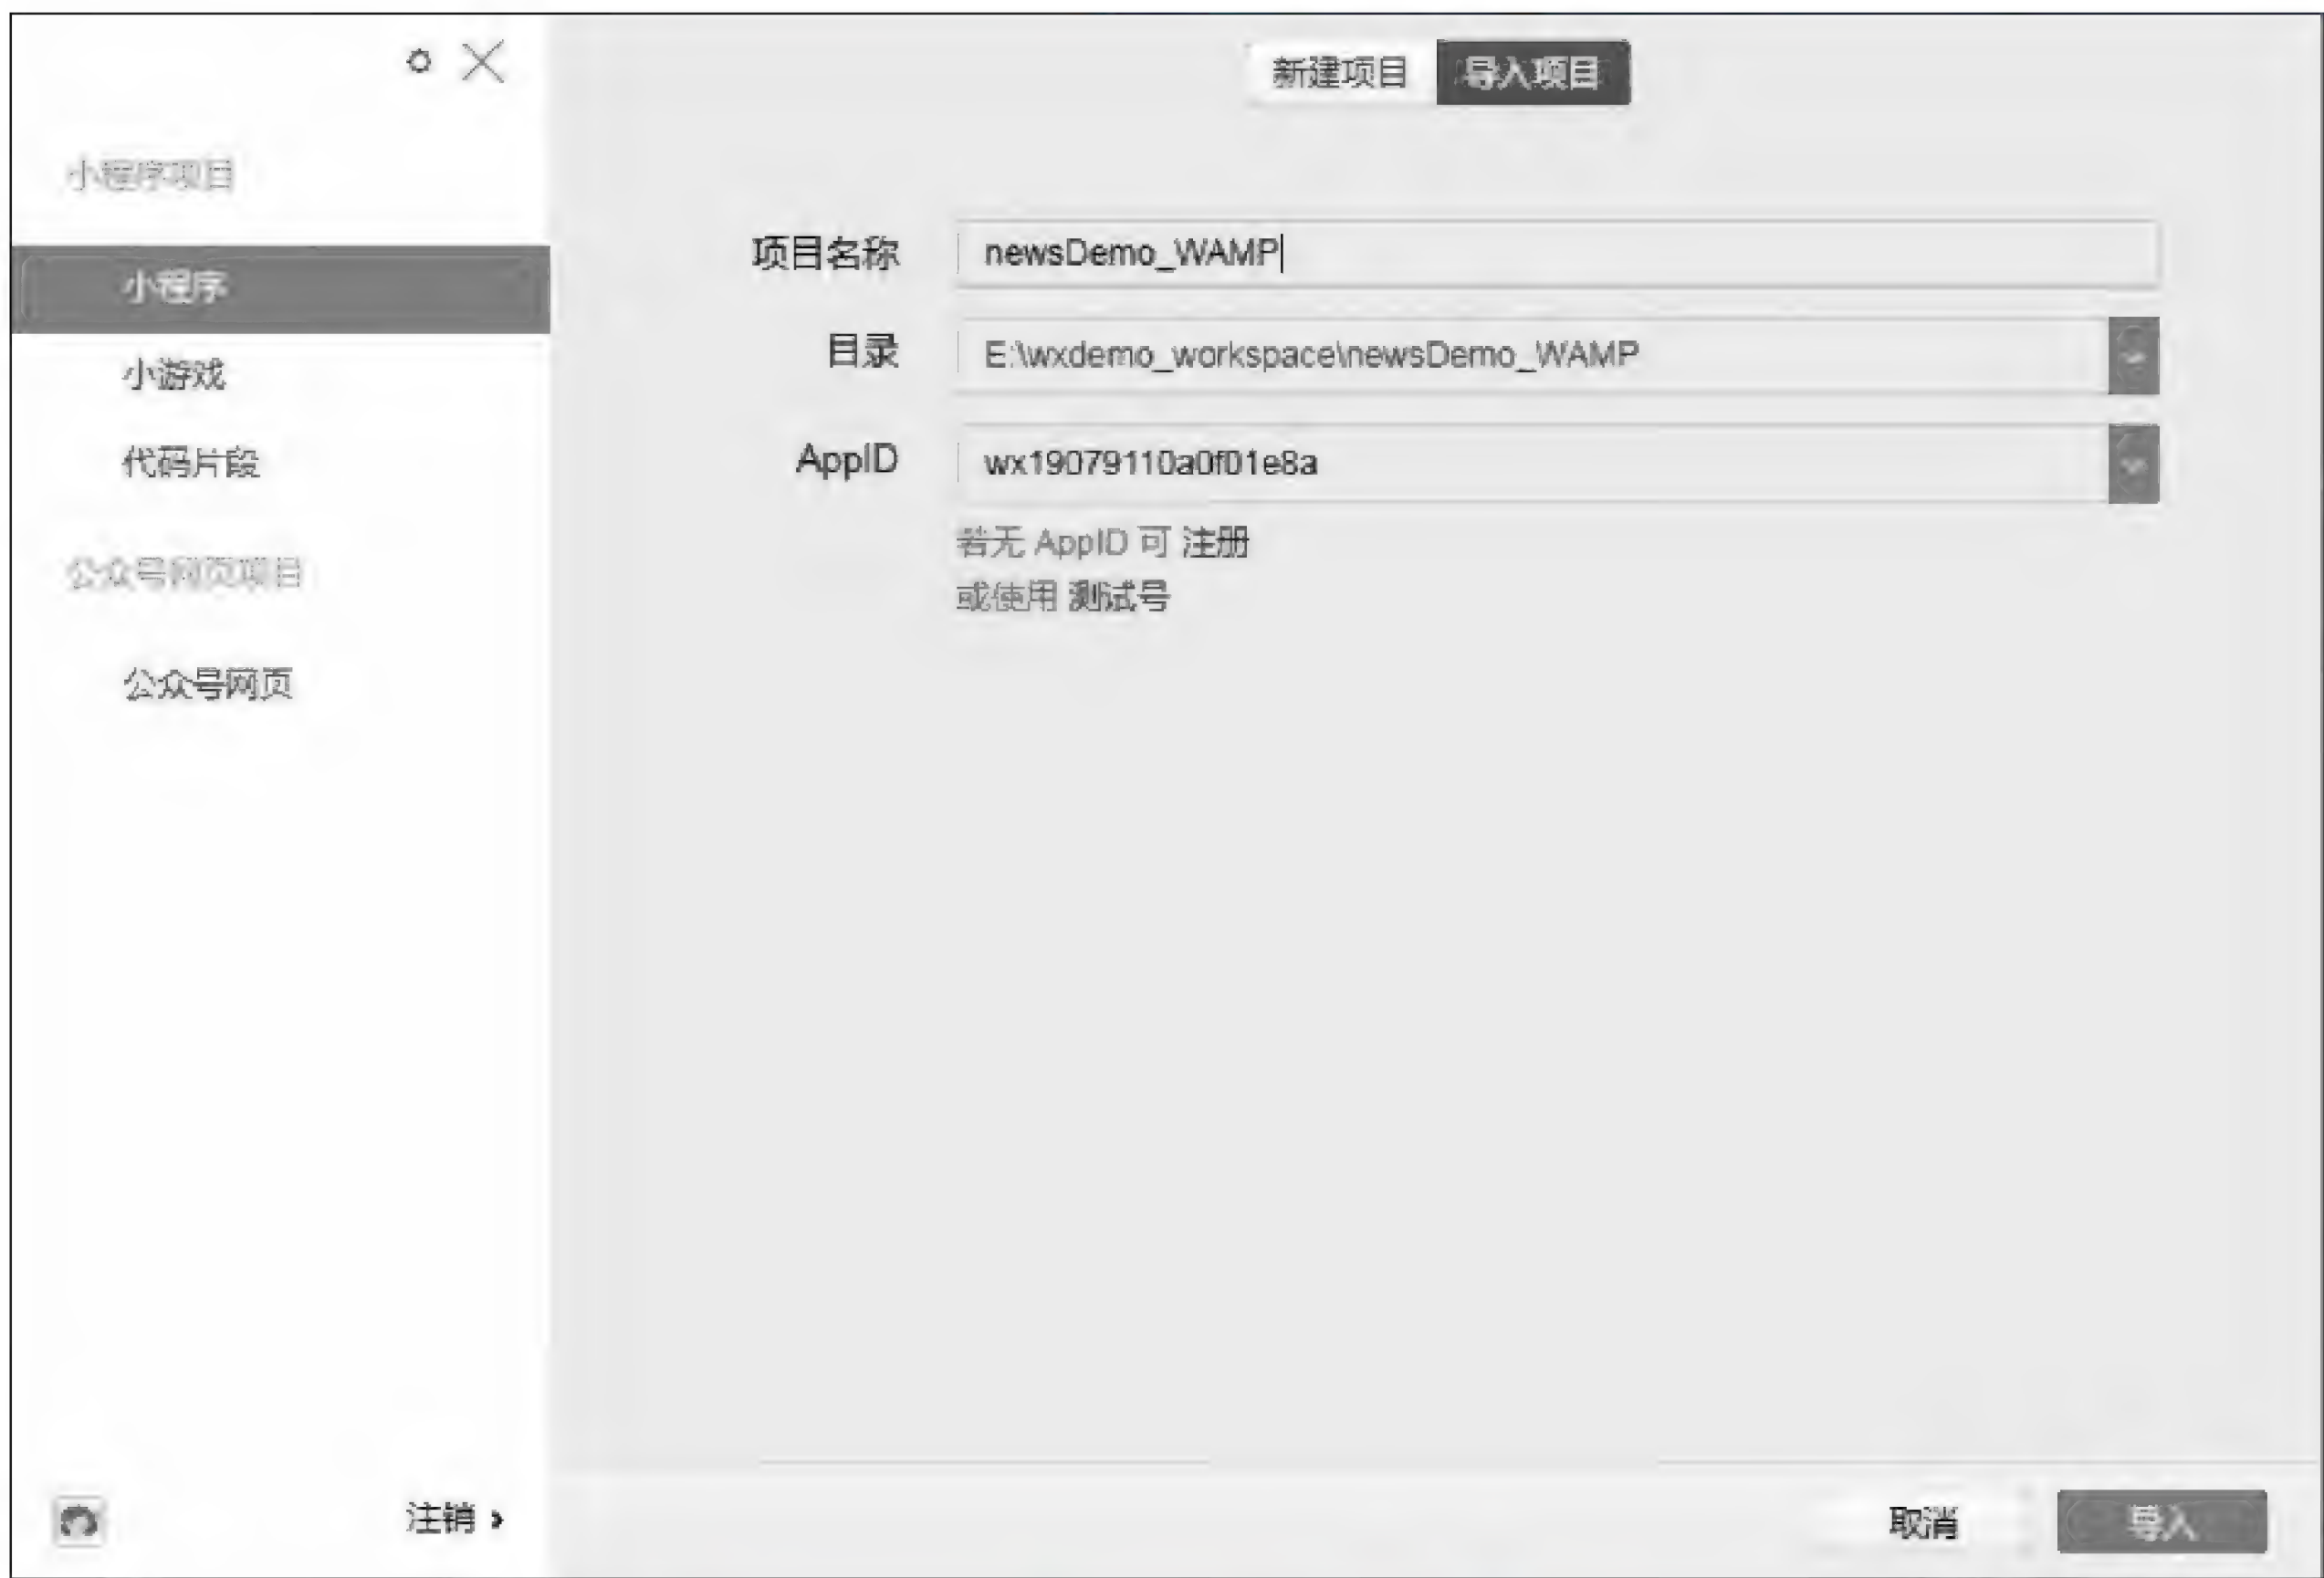 新建项目 导入项目
小程序项目
小程序
小游戏
代码片段
公众号网页项目
公众号网页
项目名称 newsDemo_WAMP
目录 E:\wxdemo_workspace\newsDemo_WAMP
AppID wx19079110a0f01e8a
若无 AppID 可 注册
或使用 测试号
注销
取消 导入